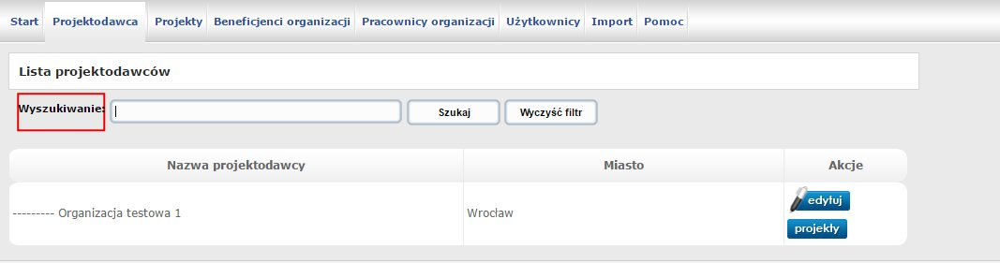 Start Projektodawca Projekty Beneficjenci organizacji Pracownicy organizacji Użytkownicy Import Pomoc
Lista projektodawców
Wyszukiwanie: Szukaj Wyczyść filtr
Nazwa projektodawcy Miasto Akcje
--------- Organizacja testowa 1 Wrocław edytuj
projekty